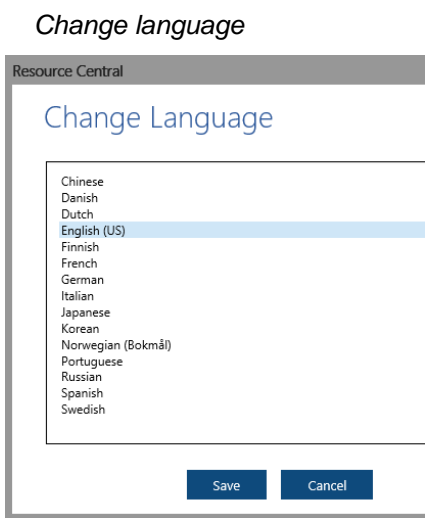 Change language
Resource Central
Change Language
Chinese
Danish
Dutch
English (US)
Finnish
French
German
Italian
Japanese
Korean
Norwegian (Bokmål)
Portuguese
Russian
Spanish
Swedish
Save Cancel